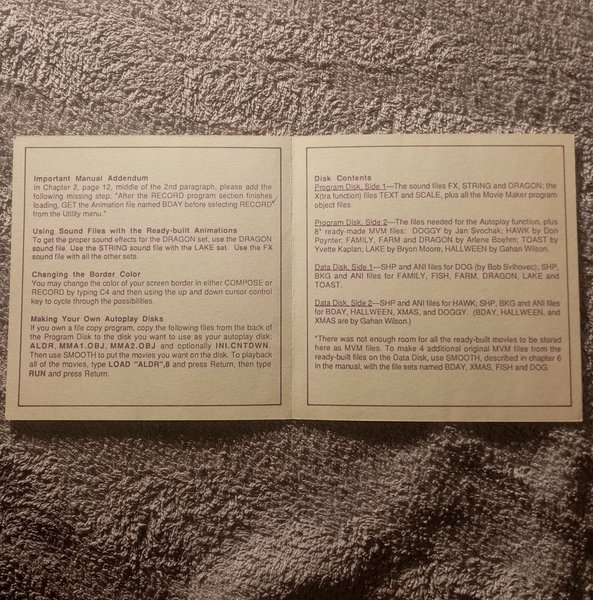 Important Manual Addendum
In Chapter 2, page 12, middle of the 2nd paragraph, please add the
following missing step: "After the RECORD program section finishes
loading, GET the Animation file named BDAY before selecting RECORD"
from the Utility menu."
Using Sound Files with the Ready-built Animations
To get the proper sound effects for the DRAGON set, use the DRAGON
sound file. Use the STRING sound file with the LAKE set. Use the FX
sound file with all the other sets.
Changing the Border Color
You may change the color of your screen border in either COMPOSE or
RECORD by typing C4 and then using the up and down cursor control
key to cycle through the possibilities.
Making Your Own Autoplay Disks
If you own a file copy program, copy the following files from the back of
the Program Disk to the disk you want to use as your autoplay disk:
ALDR, MMA1.OBJ, MMA2.OBJ and optionally INI.CNTDWN.
Then use SMOOTH to put the movies you want on the disk. To playback
all of the movies, type LOAD "ALDR",8 and press Return, then type
RUN and press Return.
Disk Contents
Program Disk, Side 1—The sound files FX, STRING and DRAGON; the
X(tra function) files TEXT and SCALE, plus all the Movie Maker program
object files.
Program Disk, Side 2—The files needed for the Autoplay function, plus
8* ready-made MVM files: DOGGY by Jan Svochak; HAWK by Don
Poynter; FAMILY, FARM and DRAGON by Arlene Boehm; TOAST by
Yvette Kaplan; LAKE by Bryon Moore; HALLWEEN by Gahan Wilson.
Data Disk, Side 1—SHP and ANI files for DOG (by Bob Svihovec); SHP,
BKG and ANI files for FAMILY, FISH, FARM, DRAGON, LAKE and
TOAST.
Data Disk, Side 2—SHP and ANI files for HAWK; SHP, BKG and ANI files
for BDAY, HALLWEEN, XMAS, and DOGGY. (BDAY, HALLWEEN, and
XMAS are by Gahan Wilson.)
*There was not enough room for all the ready-built movies to be stored
here as MVM files. To make 4 additional original MVM files from the
ready-built files on the Data Disk, use SMOOTH, described in chapter 6
in the manual, with the file sets named BDAY, XMAS, FISH and DOG.